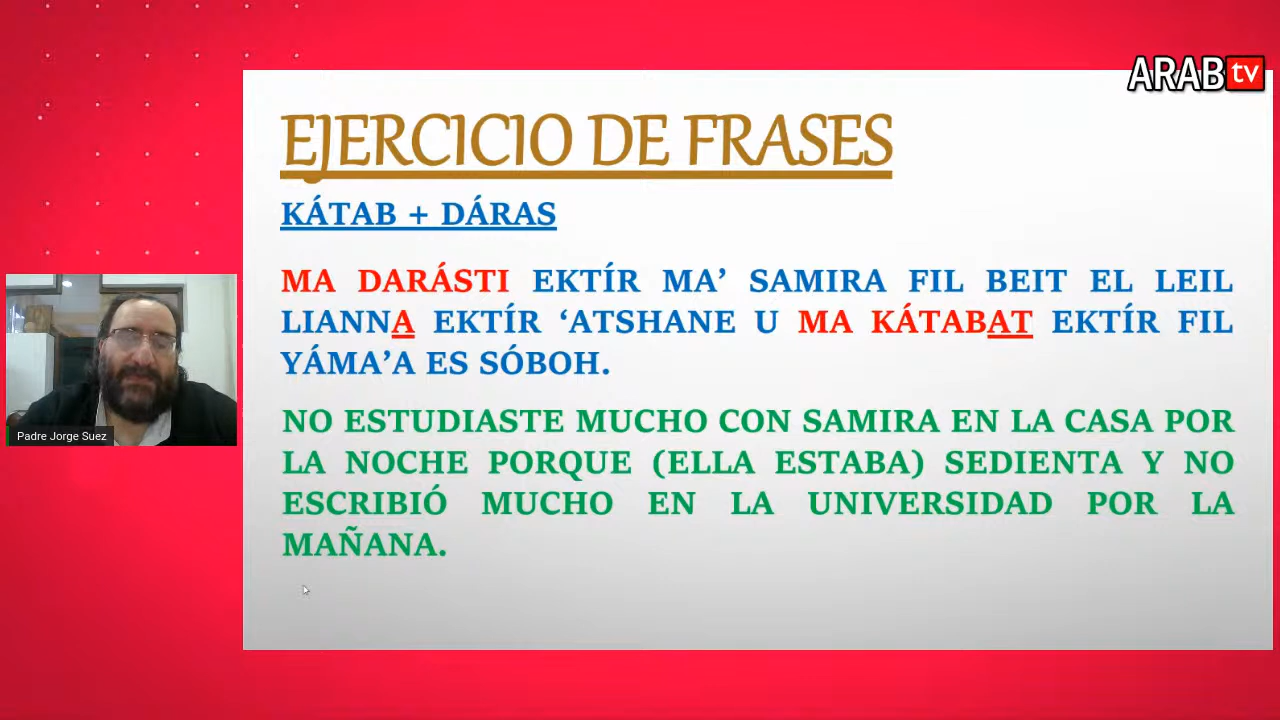 ARAB tv
EJERCICIO DE FRASES
KÁTAB + DÁRAS
MA DARÁSTI EKTÍR MA’ SAMIRA FIL BEIT EL LEIL
LIANNA EKTÍR ‘ATSHANE U MA KÁTABAT EKTÍR FIL
YÁMA’A ES SÓBOH.
NO ESTUDIASTE MUCHO CON SAMIRA EN LA CASA POR
LA NOCHE PORQUE (ELLA ESTABA) SEDIENTA Y NO
ESCRIBIÓ MUCHO EN LA UNIVERSIDAD POR LA
MAÑANA.
Padre Jorge Suez